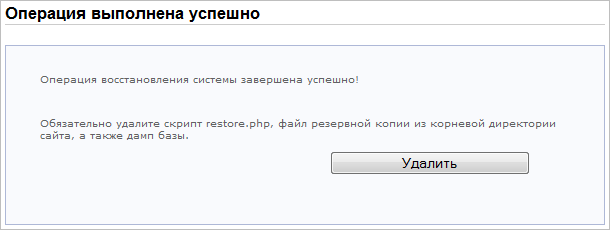 Операция выполнена успешно
Операция восстановления системы завершена успешно!
Обязательно удалите скрипт restore.php, файл резервной копии из корневой директории
сайта, а также дамп базы.
Удалить